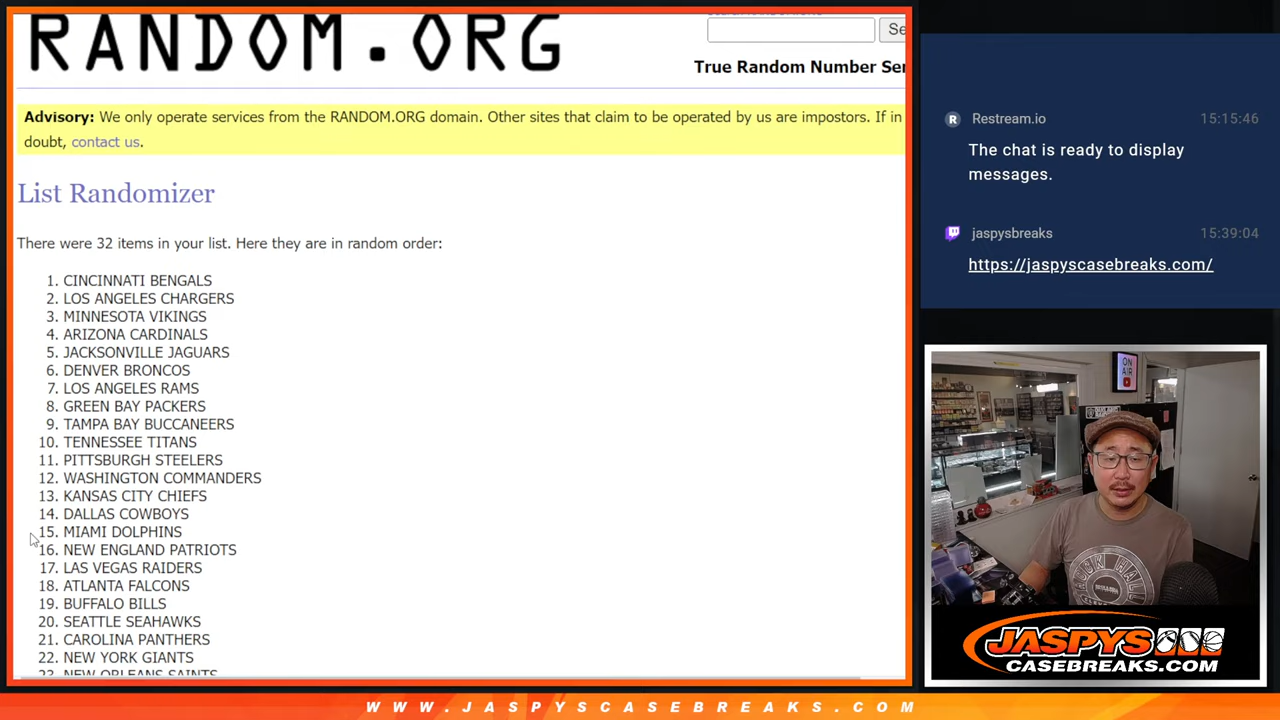 RANDOM.ORG
Se
True Random Number Ser
Advisory: We only operate services from the RANDOM.ORG domain. Other sites that claim to be operated by us are impostors. If in
doubt, contact us.
List Randomizer
There were 32 items in your list. Here they are in random order:
1. CINCINNATI BENGALS
2. LOS ANGELES CHARGERS
3. MINNESOTA VIKINGS
4. ARIZONA CARDINALS
5. JACKSONVILLE JAGUARS
6. DENVER BRONCOS
7. LOS ANGELES RAMS
8. GREEN BAY PACKERS
9. TAMPA BAY BUCCANEERS
10. TENNESSEE TITANS
11. PITTSBURGH STEELERS
12. WASHINGTON COMMANDERS
13. KANSAS CITY CHIEFS
14. DALLAS COWBOYS
15. MIAMI DOLPHINS
16. NEW ENGLAND PATRIOTS
17. LAS VEGAS RAIDERS
18. ATLANTA FALCONS
19. BUFFALO BILLS
20. SEATTLE SEAHAWKS
21. CAROLINA PANTHERS
22. NEW YORK GIANTS
23. NEW ORLEANS SAINTS
R Restream.io 15:15:46
The chat is ready to display
messages.
jaspysbreaks 15:39:04
https://jaspyscasebreaks.com/
ON
AIR
JASPYS
CASEBREAKS.COM
WWW.JASPYSCASEBREAKS.COM